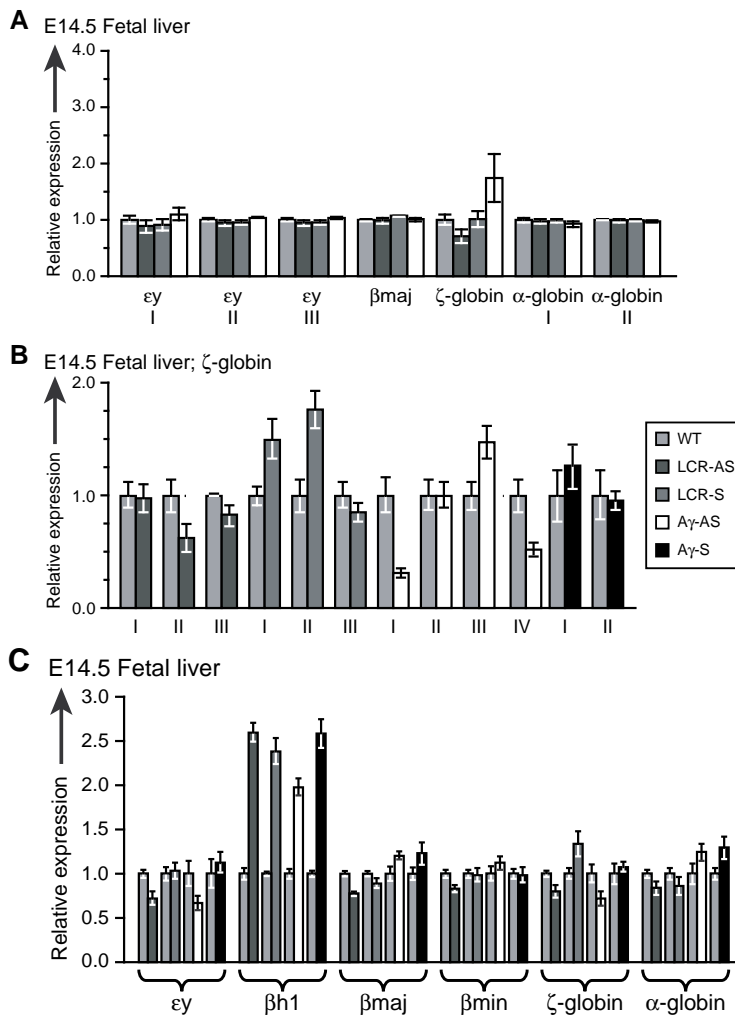 A E14.5 Fetal liver
4.0
3.0
2.0
1.0
0.0
Relative expression
εy εy εy βmaj ζ-globin α-globin α-globin
I II III I II
B E14.5 Fetal liver; ζ-globin
2.0
1.0
0.0
Relative expression
I II III I II III I II III IV I II
WT
LCR-AS
LCR-S
Aγ-AS
Aγ-S
C E14.5 Fetal liver
3.0
2.5
2.0
1.5
1.0
0.5
0.0
Relative expression
εy βh1 βmaj βmin ζ-globin α-globin